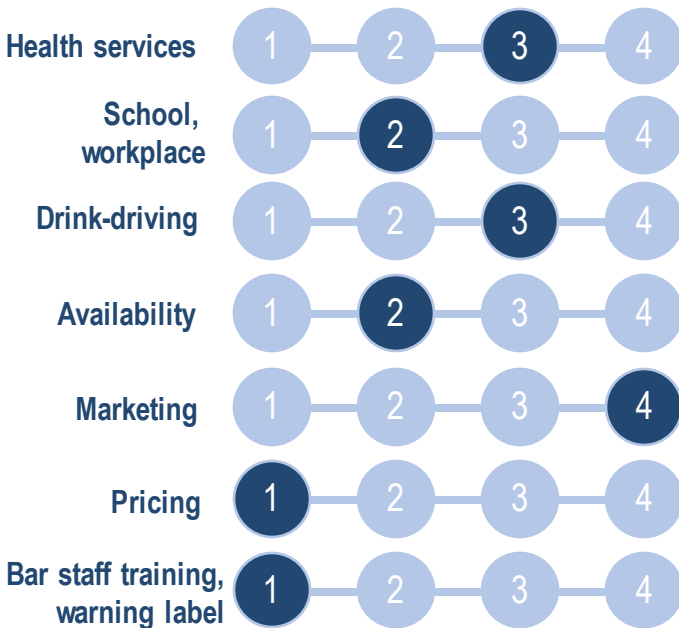 Health services 1 2 3 4
School,
workplace 1 2 3 4
Drink-driving 1 2 3 4
Availability 1 2 3 4
Marketing 1 2 3 4
Pricing 1 2 3 4
Bar staff training,
warning label 1 2 3 4